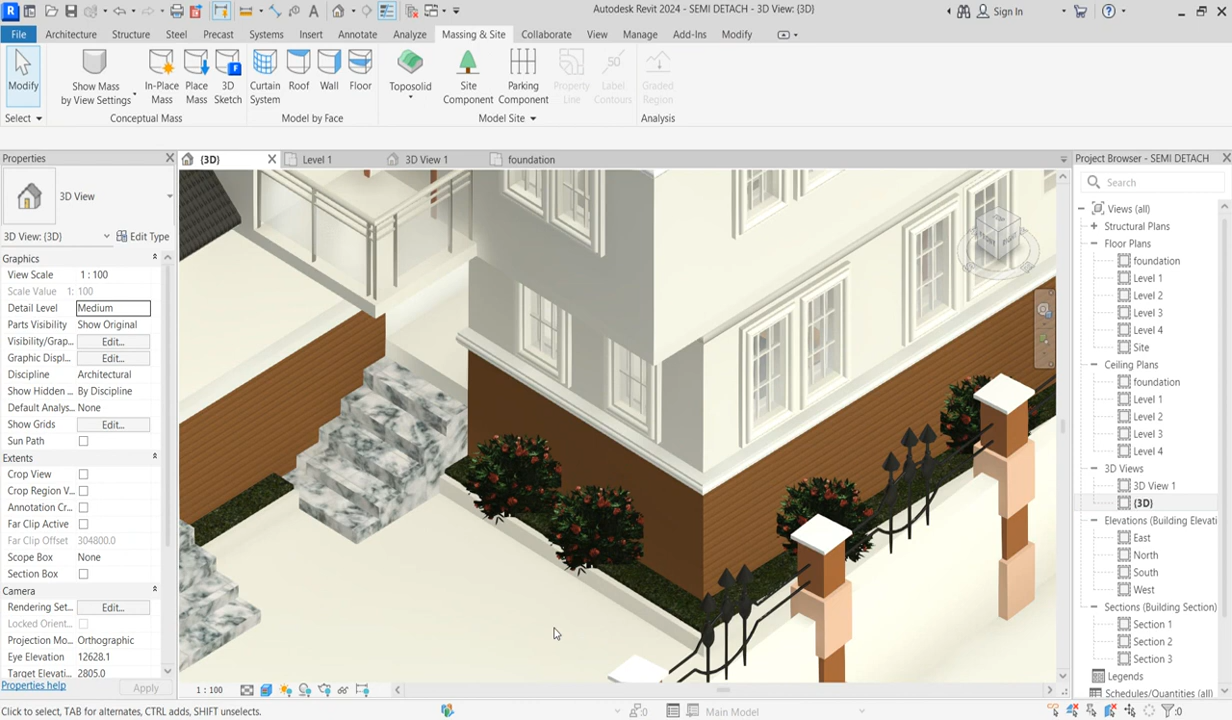 Autodesk Revit 2024 - SEMI DETACH - 3D View: {3D}
Sign In
File Architecture Structure Steel Precast Systems Insert Annotate Analyze Massing & Site Collaborate View Manage Add-Ins Modify
Modify
Show Mass
by View Settings
In-Place
Mass
Place
Mass
3D
Sketch
Curtain
System
Roof
Wall
Floor
Toposolid
Site
Component
Parking
Component
Property
Line
Label
Contours
Graded
Region
50
Select
Conceptual Mass
Model by Face
Model Site
Analysis
Properties
{3D}
Level 1
3D View 1
foundation
Project Browser - SEMI DETACH
3D View
3D View: {3D}
Edit Type
Graphics
View Scale 1 : 100
Scale Value 1: 100
Detail Level Medium
Parts Visibility Show Original
Visibility/Grap... Edit...
Graphic Displ... Edit...
Discipline Architectural
Show Hidden ... By Discipline
Default Analys... None
Show Grids Edit...
Sun Path
Extents
Crop View
Crop Region V...
Annotation Cr...
Far Clip Active
Far Clip Offset 304800.0
Scope Box None
Section Box
Camera
Rendering Set... Edit...
Locked Orient...
Projection Mo... Orthographic
Eye Elevation 12628.1
Target Elevati... 2805.0
Properties help
Apply
Search
Views (all)
Structural Plans
Floor Plans
foundation
Level 1
Level 2
Level 3
Level 4
Site
Ceiling Plans
foundation
Level 1
Level 2
Level 3
Level 4
3D Views
3D View 1
{3D}
Elevations (Building Elevati
East
North
South
West
Sections (Building Section)
Section 1
Section 2
Section 3
Legends
Schedules/Quantities (all)
1 : 100
Click to select, TAB for alternates, CTRL adds, SHIFT unselects.
:0
Main Model
:0